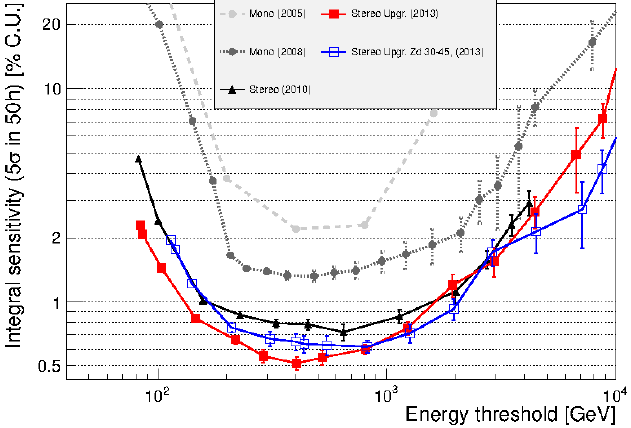 Integral sensitivity (5σ in 50h) [% C.U.]
20
10
2
1
0.5
Mono [2005]
Stereo Upgr. [2013]
Mono [2008]
Stereo Upgr. Zd 30-45, (2013)
Stereo (2010)
10²
10³
10⁴
Energy threshold [GeV]